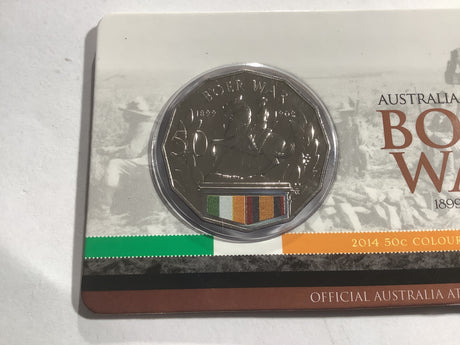 BOER WAR
1899 1902
AUSTRALIA
BO
WA
1899
2014 50c COLOUR
OFFICIAL AUSTRALIA AT